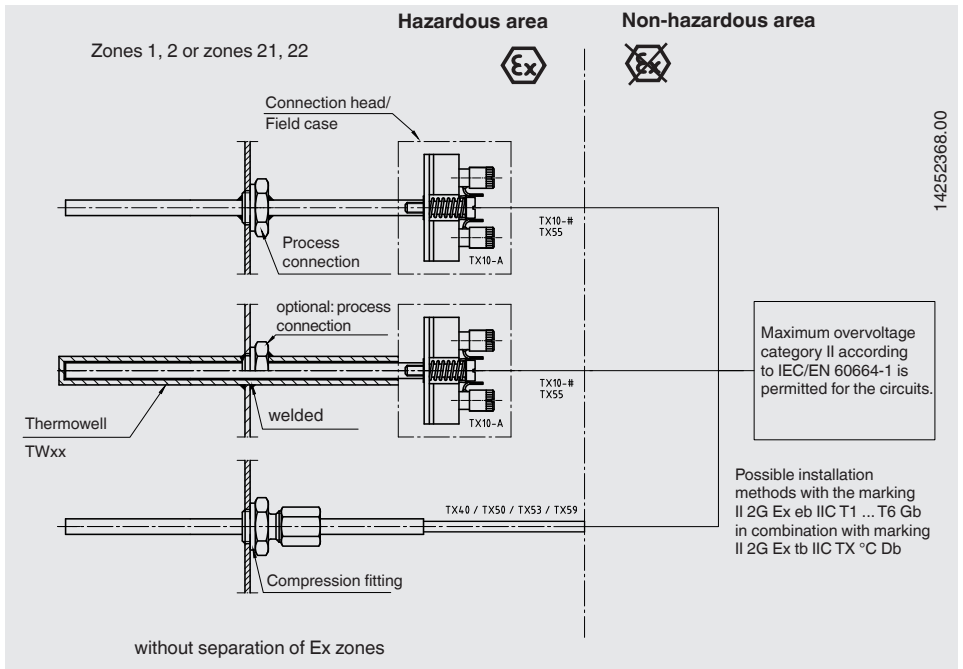 Hazardous area
Non-hazardous area
Zones 1, 2 or zones 21, 22
Ex
Ex
Connection head/
Field case
14252368.00
TX10-#
TX55
Process
connection
TX10-A
optional: process
connection
Maximum overvoltage
category II according
to IEC/EN 60664-1 is
permitted for the circuits.
TX10-#
TX55
welded
TX10-A
Thermowell
TWxx
Possible installation
methods with the marking
II 2G Ex eb IIC T1 ... T6 Gb
in combination with marking
II 2G Ex tb IIC TX °C Db
TX40 / TX50 / TX53 / TX59
Compression fitting
without separation of Ex zones